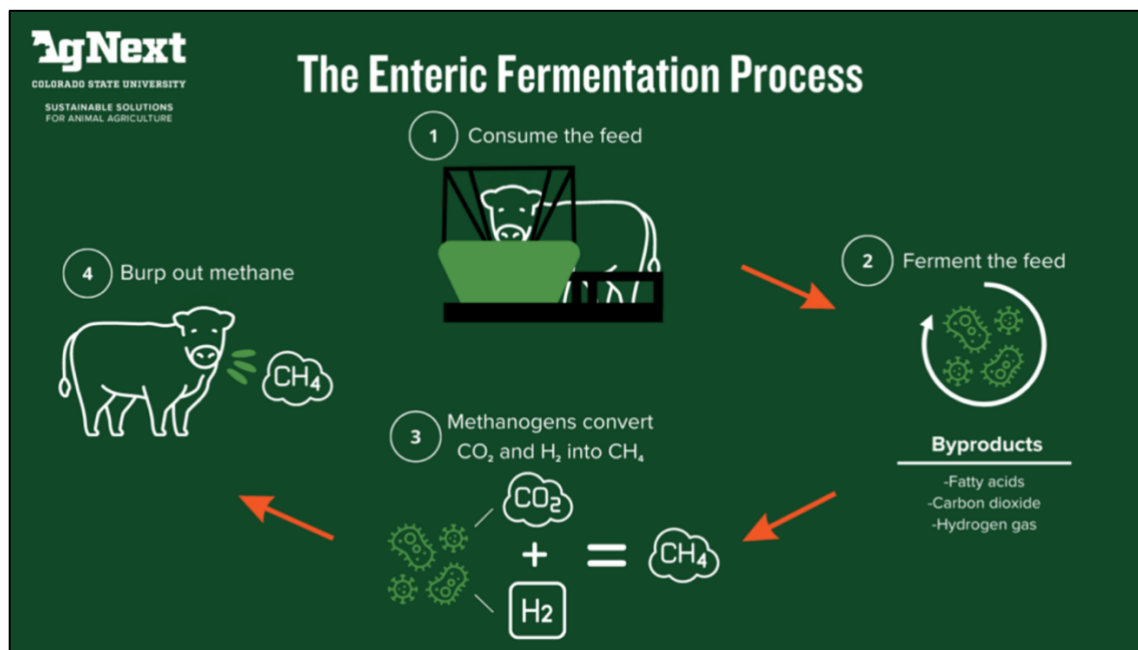 AgNext
COLORADO STATE UNIVERSITY
SUSTAINABLE SOLUTIONS
FOR ANIMAL AGRICULTURE
The Enteric Fermentation Process
1 Consume the feed
2 Ferment the feed
Byproducts
-Fatty acids
-Carbon dioxide
-Hydrogen gas
3 Methanogens convert
CO₂ and H₂ into CH₄
CO₂
+
H2
= CH₄
4 Burp out methane
CH₄